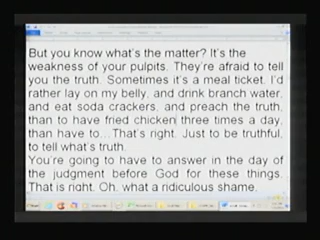 But you know what's the matter? It's the
weakness of your pulpits. They're afraid to tell
you the truth. Sometimes it's a meal ticket. I'd
rather lay on my belly, and drink branch water,
and eat soda crackers, and preach the truth,
than to have fried chicken three times a day,
than have to...That's right. Just to be truthful,
to tell what's truth.
You're going to have to answer in the day of
the judgment before God for these things.
That is right. Oh, what a ridiculous shame.